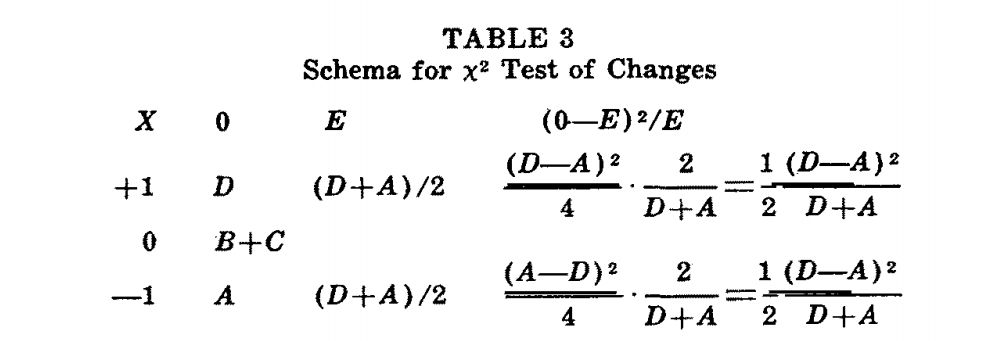 TABLE 3
Schema for χ² Test of Changes
X 0 E (0—E)²/E
+1 D (D+A)/2 (D—A)²/4 · 2/(D+A) = 1/2 (D—A)²/(D+A)
0 B+C
—1 A (D+A)/2 (A—D)²/4 · 2/(D+A) = 1/2 (D—A)²/(D+A)